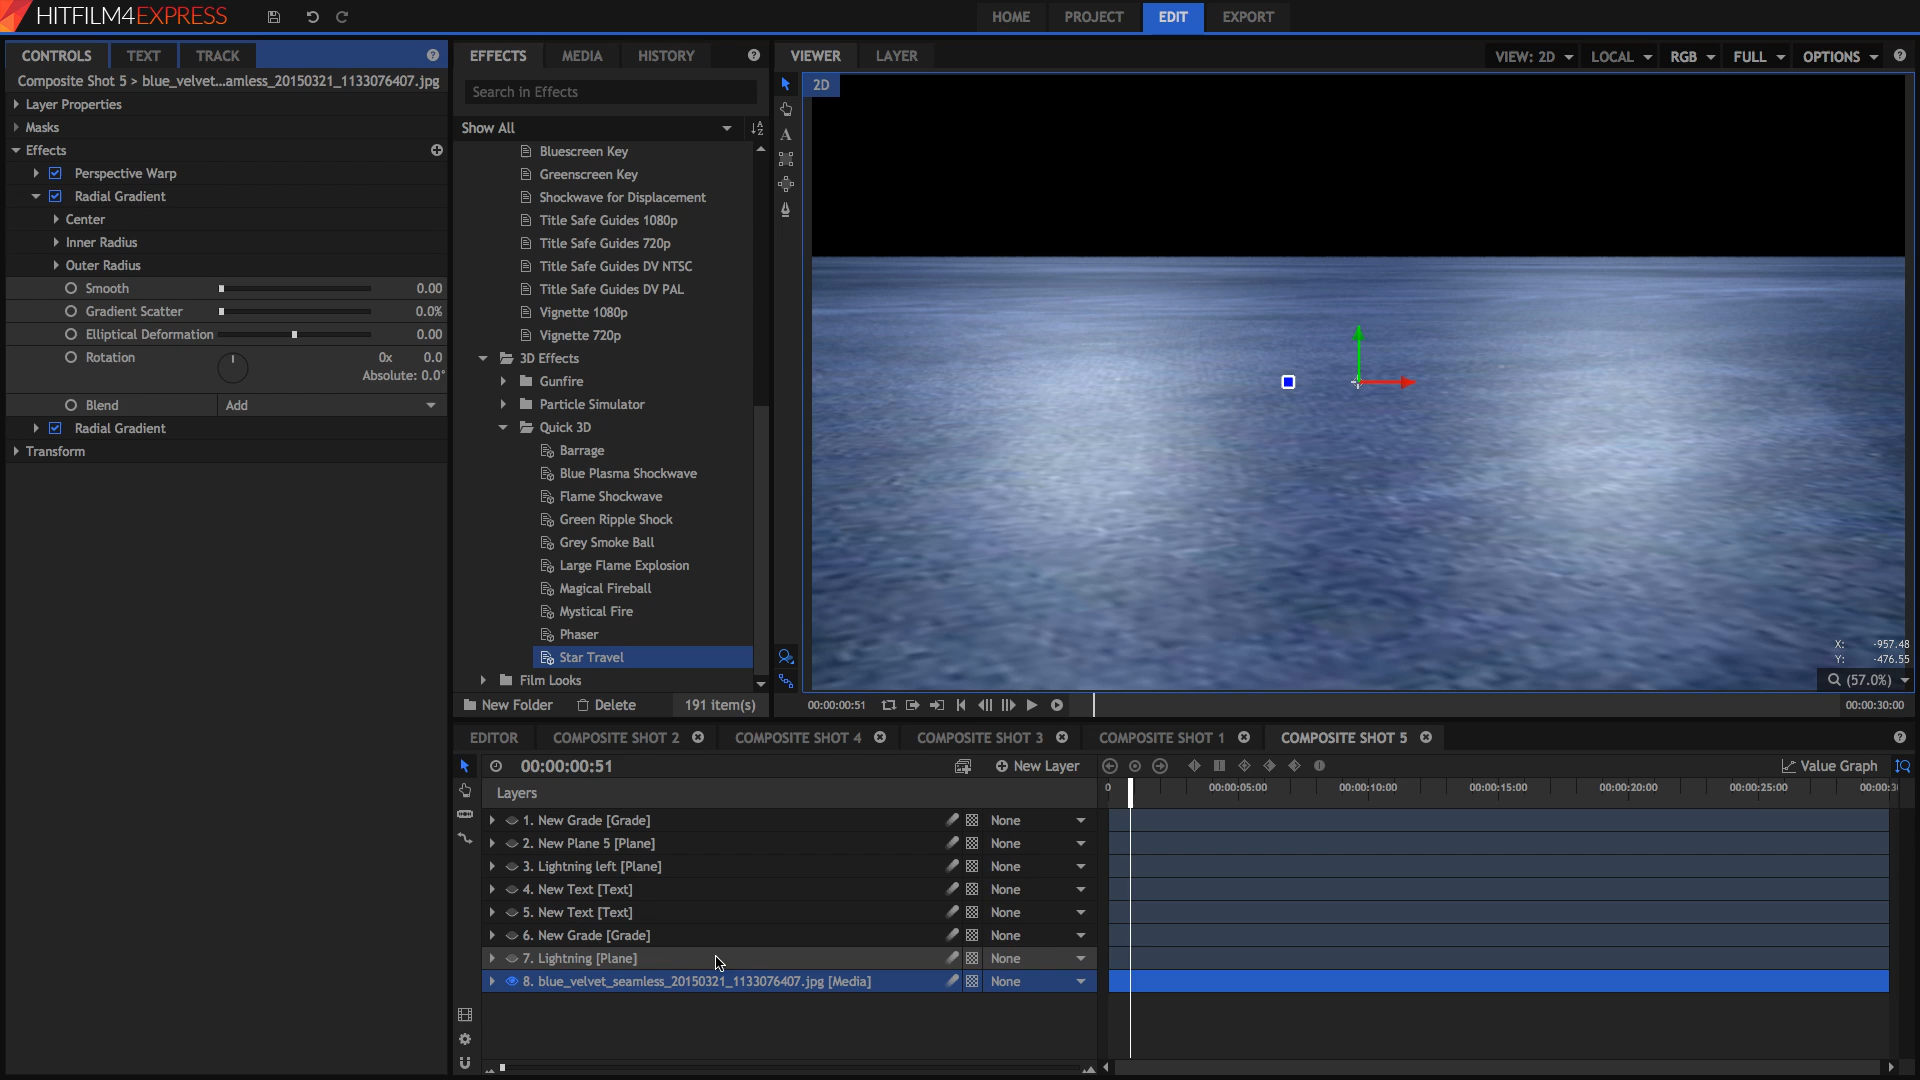 HITFILM4EXPRESS
HOME PROJECT EDIT EXPORT
CONTROLS TEXT TRACK
Composite Shot 5 > blue_velvet...amless_20150321_1133076407.jpg
Layer Properties
Masks
Effects
Perspective Warp
Radial Gradient
Center
Inner Radius
Outer Radius
Smooth 0.00
Gradient Scatter 0.0%
Elliptical Deformation 0.00
Rotation 0x 0.0
Absolute: 0.0°
Blend Add
Radial Gradient
Transform
EFFECTS MEDIA HISTORY
Search in Effects
Show All
Bluescreen Key
Greenscreen Key
Shockwave for Displacement
Title Safe Guides 1080p
Title Safe Guides 720p
Title Safe Guides DV NTSC
Title Safe Guides DV PAL
Vignette 1080p
Vignette 720p
3D Effects
Gunfire
Particle Simulator
Quick 3D
Barrage
Blue Plasma Shockwave
Flame Shockwave
Green Ripple Shock
Grey Smoke Ball
Large Flame Explosion
Magical Fireball
Mystical Fire
Phaser
Star Travel
Film Looks
New Folder Delete 191 item(s)
VIEWER LAYER
VIEW: 2D LOCAL RGB FULL OPTIONS
2D
A
X: -957.48
Y: -476.55
(57.0%)
00:00:00:51
00:00:30:00
EDITOR COMPOSITE SHOT 2 COMPOSITE SHOT 4 COMPOSITE SHOT 3 COMPOSITE SHOT 1 COMPOSITE SHOT 5
00:00:00:51 New Layer Value Graph
Layers
0 00:00:05:00 00:00:10:00 00:00:15:00 00:00:20:00 00:00:25:00 00:00:3
1. New Grade [Grade] None
2. New Plane 5 [Plane] None
3. Lightning left [Plane] None
4. New Text [Text] None
5. New Text [Text] None
6. New Grade [Grade] None
7. Lightning [Plane] None
8. blue_velvet_seamless_20150321_1133076407.jpg [Media] None